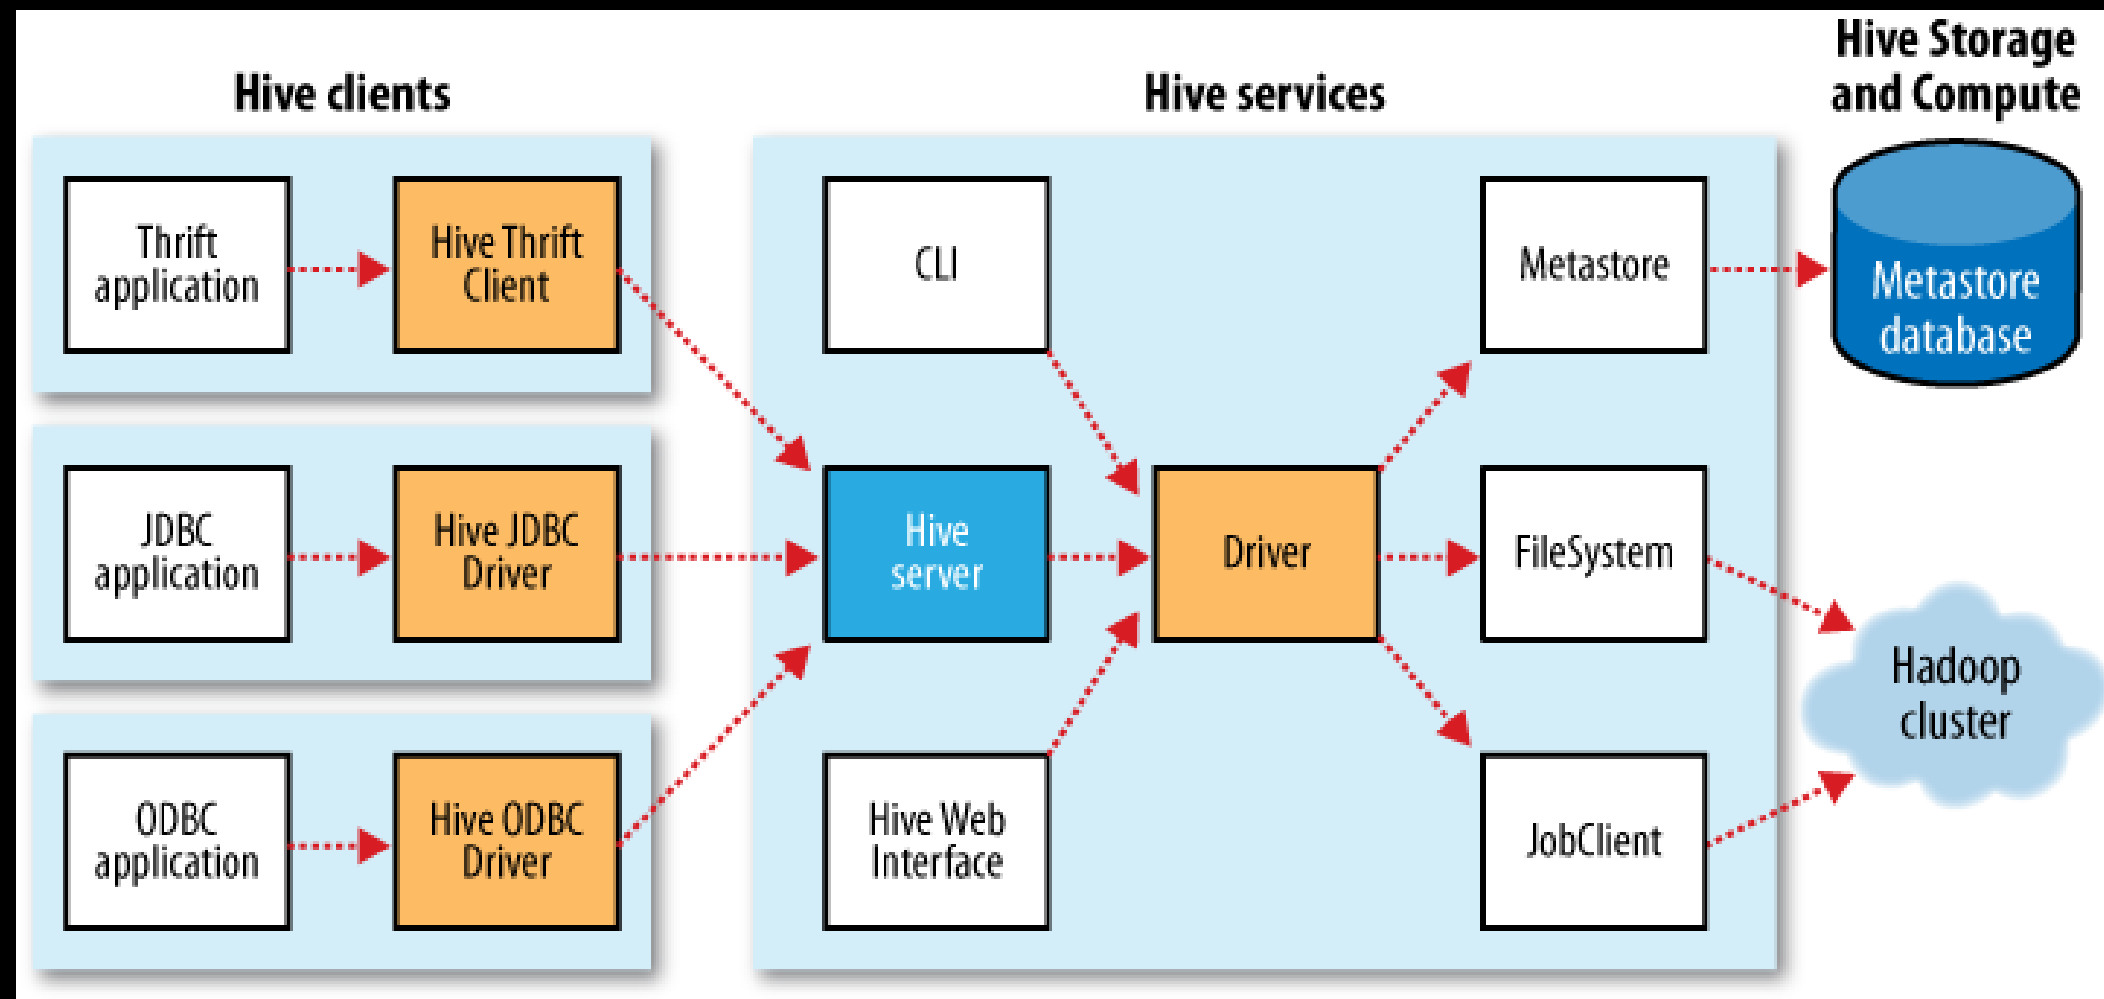 Hive clients
Hive services
Hive Storage
and Compute
Thrift
application
Hive Thrift
Client
CLI
Metastore
Metastore
database
JDBC
application
Hive JDBC
Driver
Hive
server
Driver
FileSystem
Hadoop
cluster
ODBC
application
Hive ODBC
Driver
Hive Web
Interface
JobClient